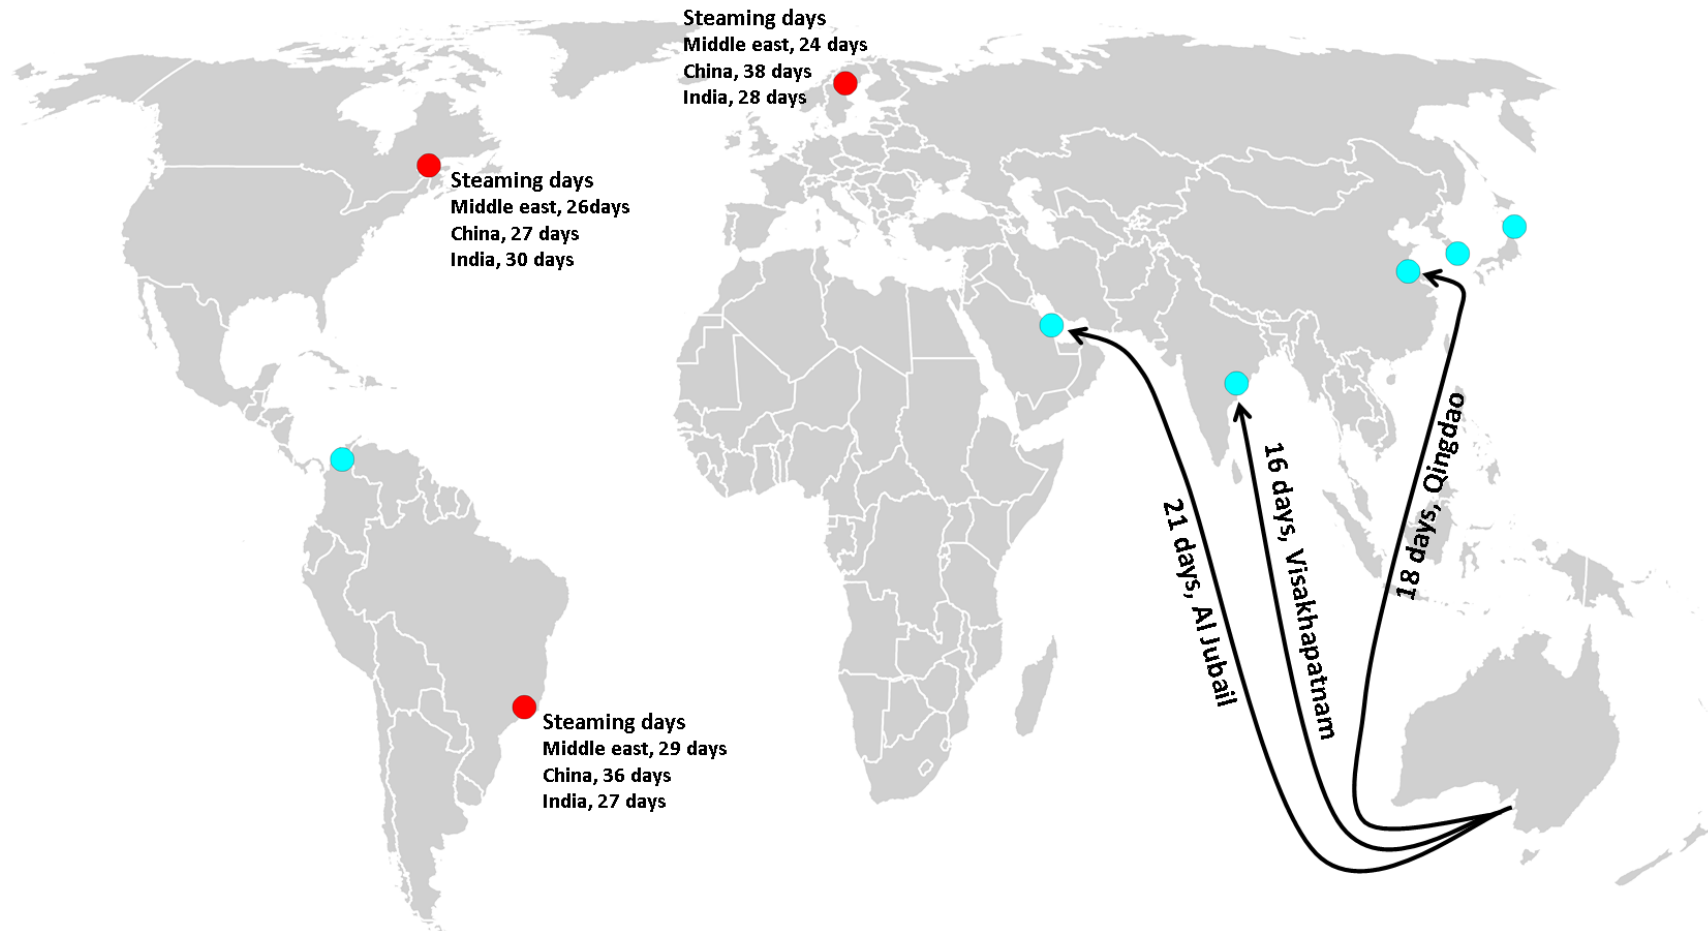 Steaming days
Middle east, 24 days
China, 38 days
India, 28 days
Steaming days
Middle east, 26days
China, 27 days
India, 30 days
21 days, Al Jubail
16 days, Visakhapatnam
18 days, Qingdao
Steaming days
Middle east, 29 days
China, 36 days
India, 27 days